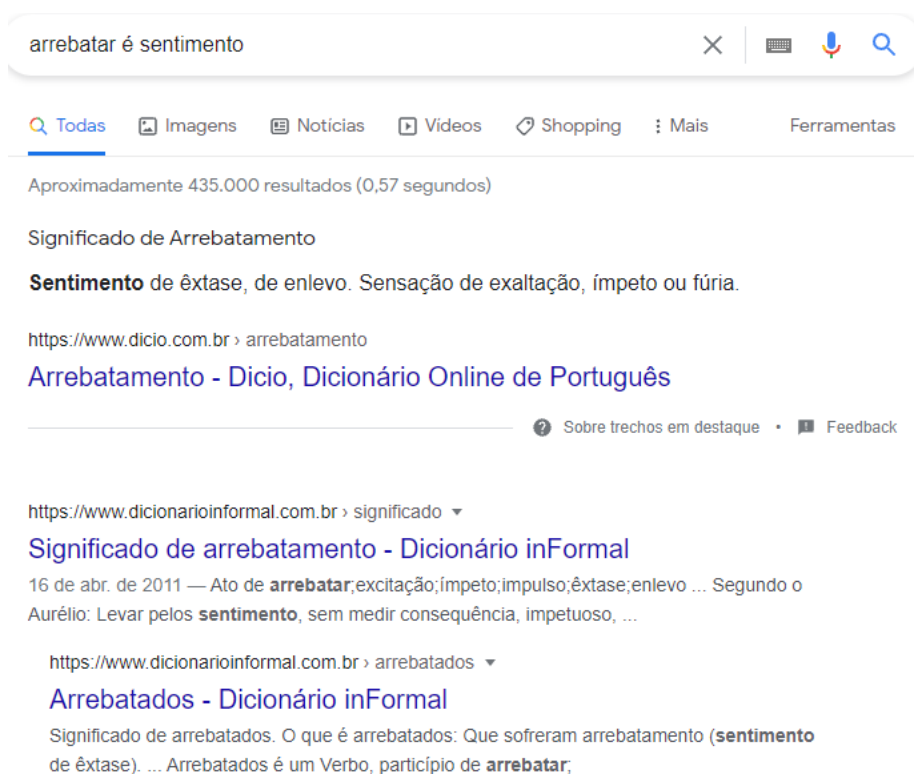 arrebatar é sentimento
Todas Imagens Notícias Vídeos Shopping Mais Ferramentas
Aproximadamente 435.000 resultados (0,57 segundos)
Significado de Arrebatamento
Sentimento de êxtase, de enlevo. Sensação de exaltação, ímpeto ou fúria.
https://www.dicio.com.br › arrebatamento
Arrebatamento - Dicio, Dicionário Online de Português
Sobre trechos em destaque • Feedback
https://www.dicionarioinformal.com.br › significado
Significado de arrebatamento - Dicionário inFormal
16 de abr. de 2011 — Ato de arrebatar;excitação;ímpeto;impulso;êxtase;enlevo ... Segundo o
Aurélio: Levar pelos sentimento, sem medir consequência, impetuoso, ...
https://www.dicionarioinformal.com.br › arrebatados
Arrebatados - Dicionário inFormal
Significado de arrebatados. O que é arrebatados: Que sofreram arrebatamento (sentimento
de êxtase). ... Arrebatados é um Verbo, particípio de arrebatar;